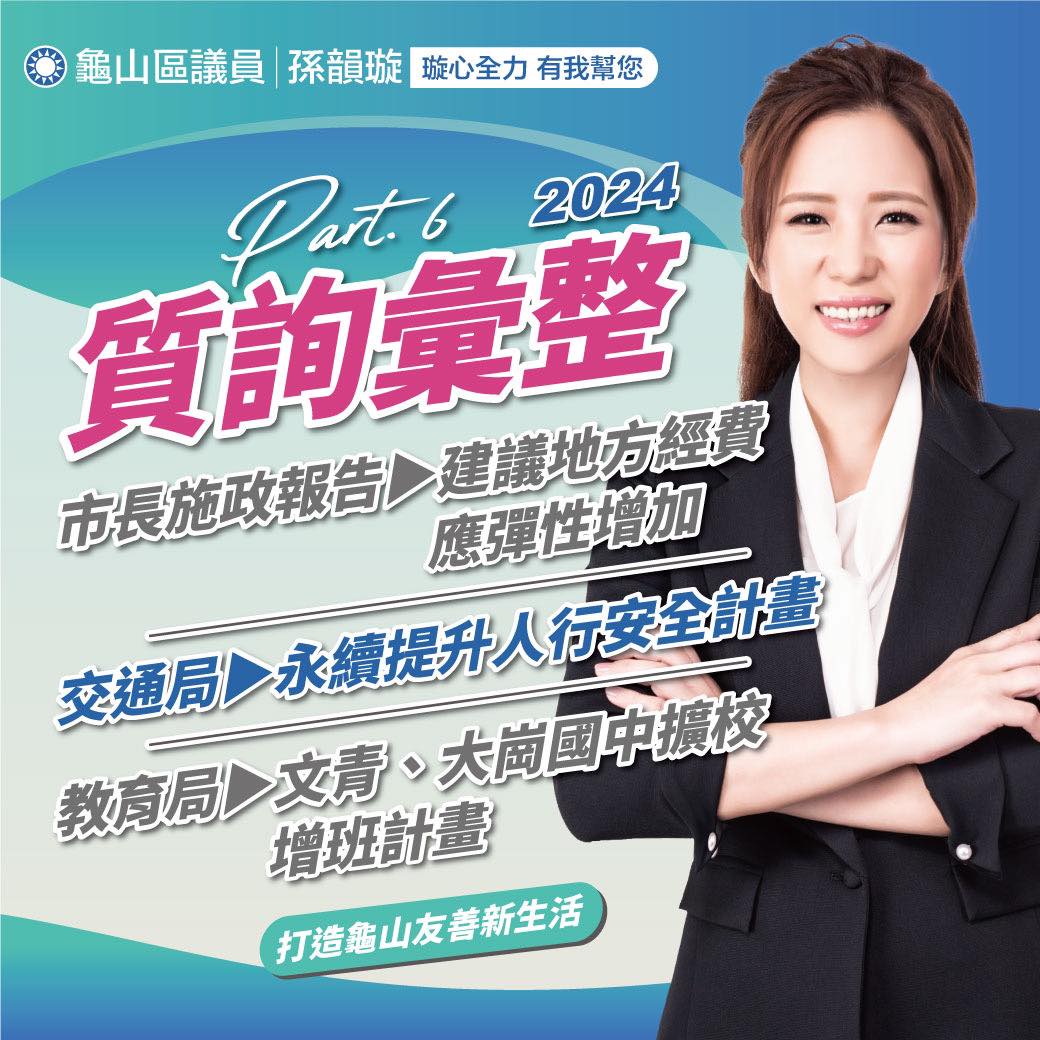 龜山區議員 孫韻璇 璇心全力 有我幫您
Part. 6 2024
質詢彙整
市長施政報告▶建議地方經費
應彈性增加
交通局▶永續提升人行安全計畫
教育局▶文青、大崗國中擴校
增班計畫
打造龜山友善新生活